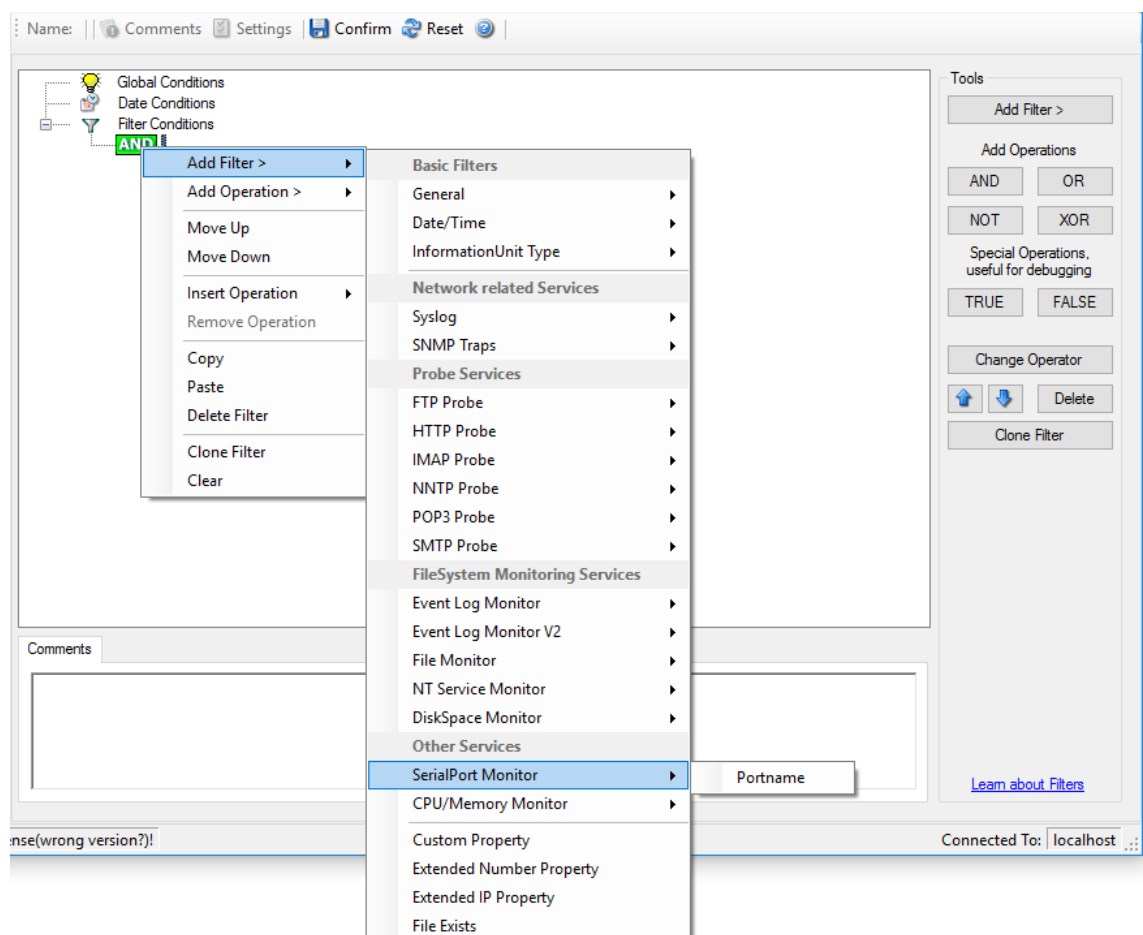 Name: Comments Settings Confirm Reset
Global Conditions
Date Conditions
Filter Conditions
AND
Add Filter >
Add Operation >
Move Up
Move Down
Insert Operation
Remove Operation
Copy
Paste
Delete Filter
Clone Filter
Clear
Basic Filters
General
Date/Time
InformationUnit Type
Network related Services
Syslog
SNMP Traps
Probe Services
FTP Probe
HTTP Probe
IMAP Probe
NNTP Probe
POP3 Probe
SMTP Probe
FileSystem Monitoring Services
Event Log Monitor
Event Log Monitor V2
File Monitor
NT Service Monitor
DiskSpace Monitor
Other Services
SerialPort Monitor
CPU/Memory Monitor
Custom Property
Extended Number Property
Extended IP Property
File Exists
Portname
Tools
Add Filter >
Add Operations
AND OR
NOT XOR
Special Operations,
useful for debugging
TRUE FALSE
Change Operator
Delete
Clone Filter
Learn about Filters
Comments
nse(wrong version?)!
Connected To: localhost